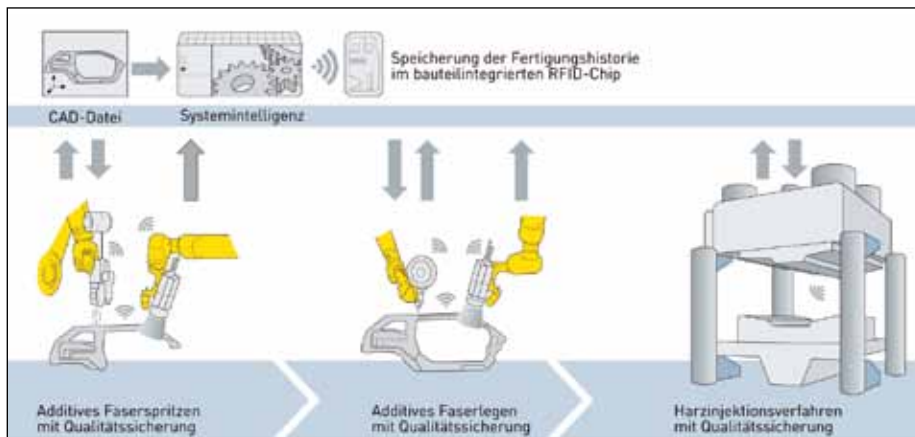 Speicherung der Fertigungshistorie
im bauteilintegrierten RFID-Chip
CAD-Datei
Systemintelligenz
Additives Faserspritzen
mit Qualitätssicherung
Additives Faserlegen
mit Qualitätssicherung
Harzinjektionsverfahren
mit Qualitätssicherung